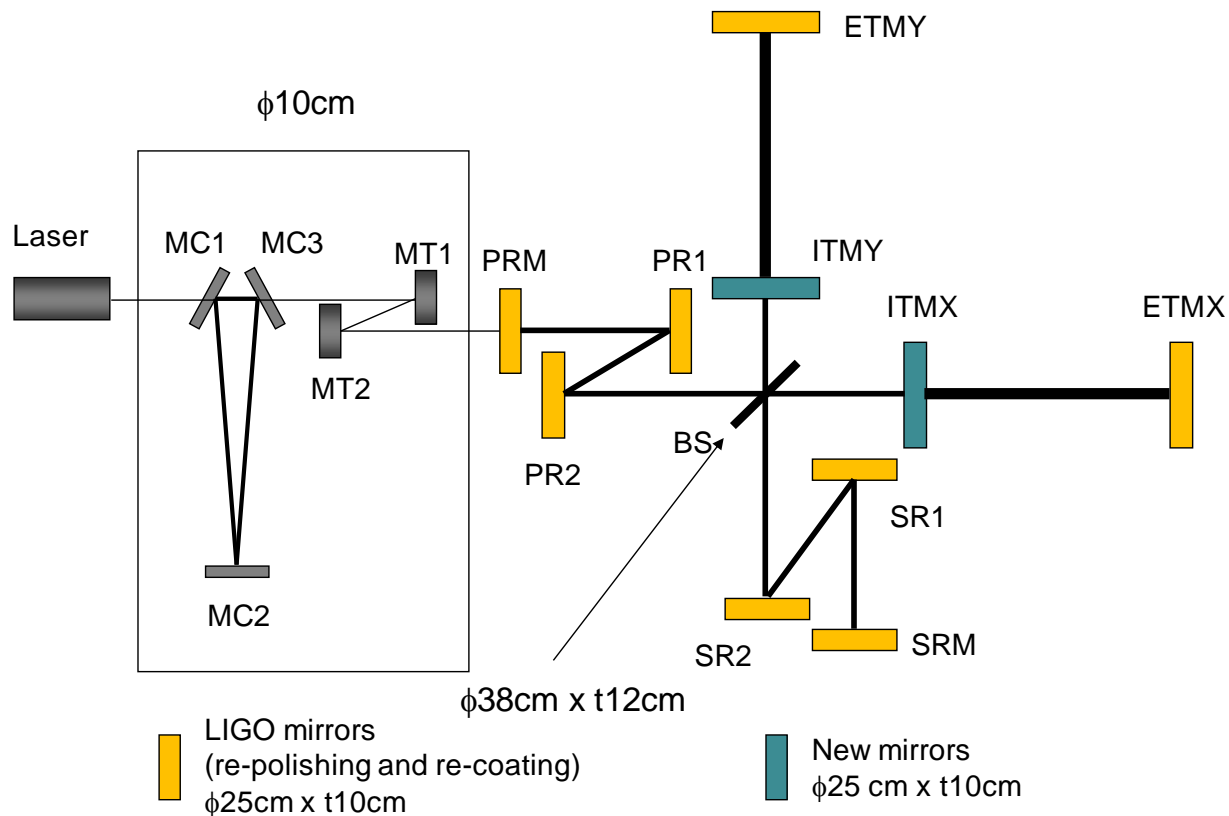 ETMY
ϕ10cm
Laser
MC1
MC3
MT1
PRM
PR1
ITMY
ITMX
ETMX
MT2
BS
PR2
SR1
MC2
SR2
SRM
ϕ38cm x t12cm
LIGO mirrors
(re-polishing and re-coating)
ϕ25cm x t10cm
New mirrors
ϕ25 cm x t10cm